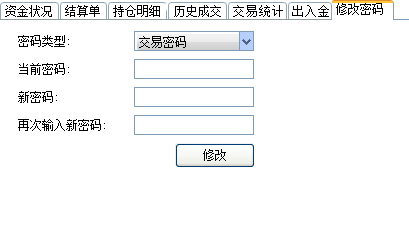 资金状况 结算单 持仓明细 历史成交 交易统计 出入金 修改密码
密码类型: 交易密码
当前密码:
新密码:
再次输入新密码:
修改